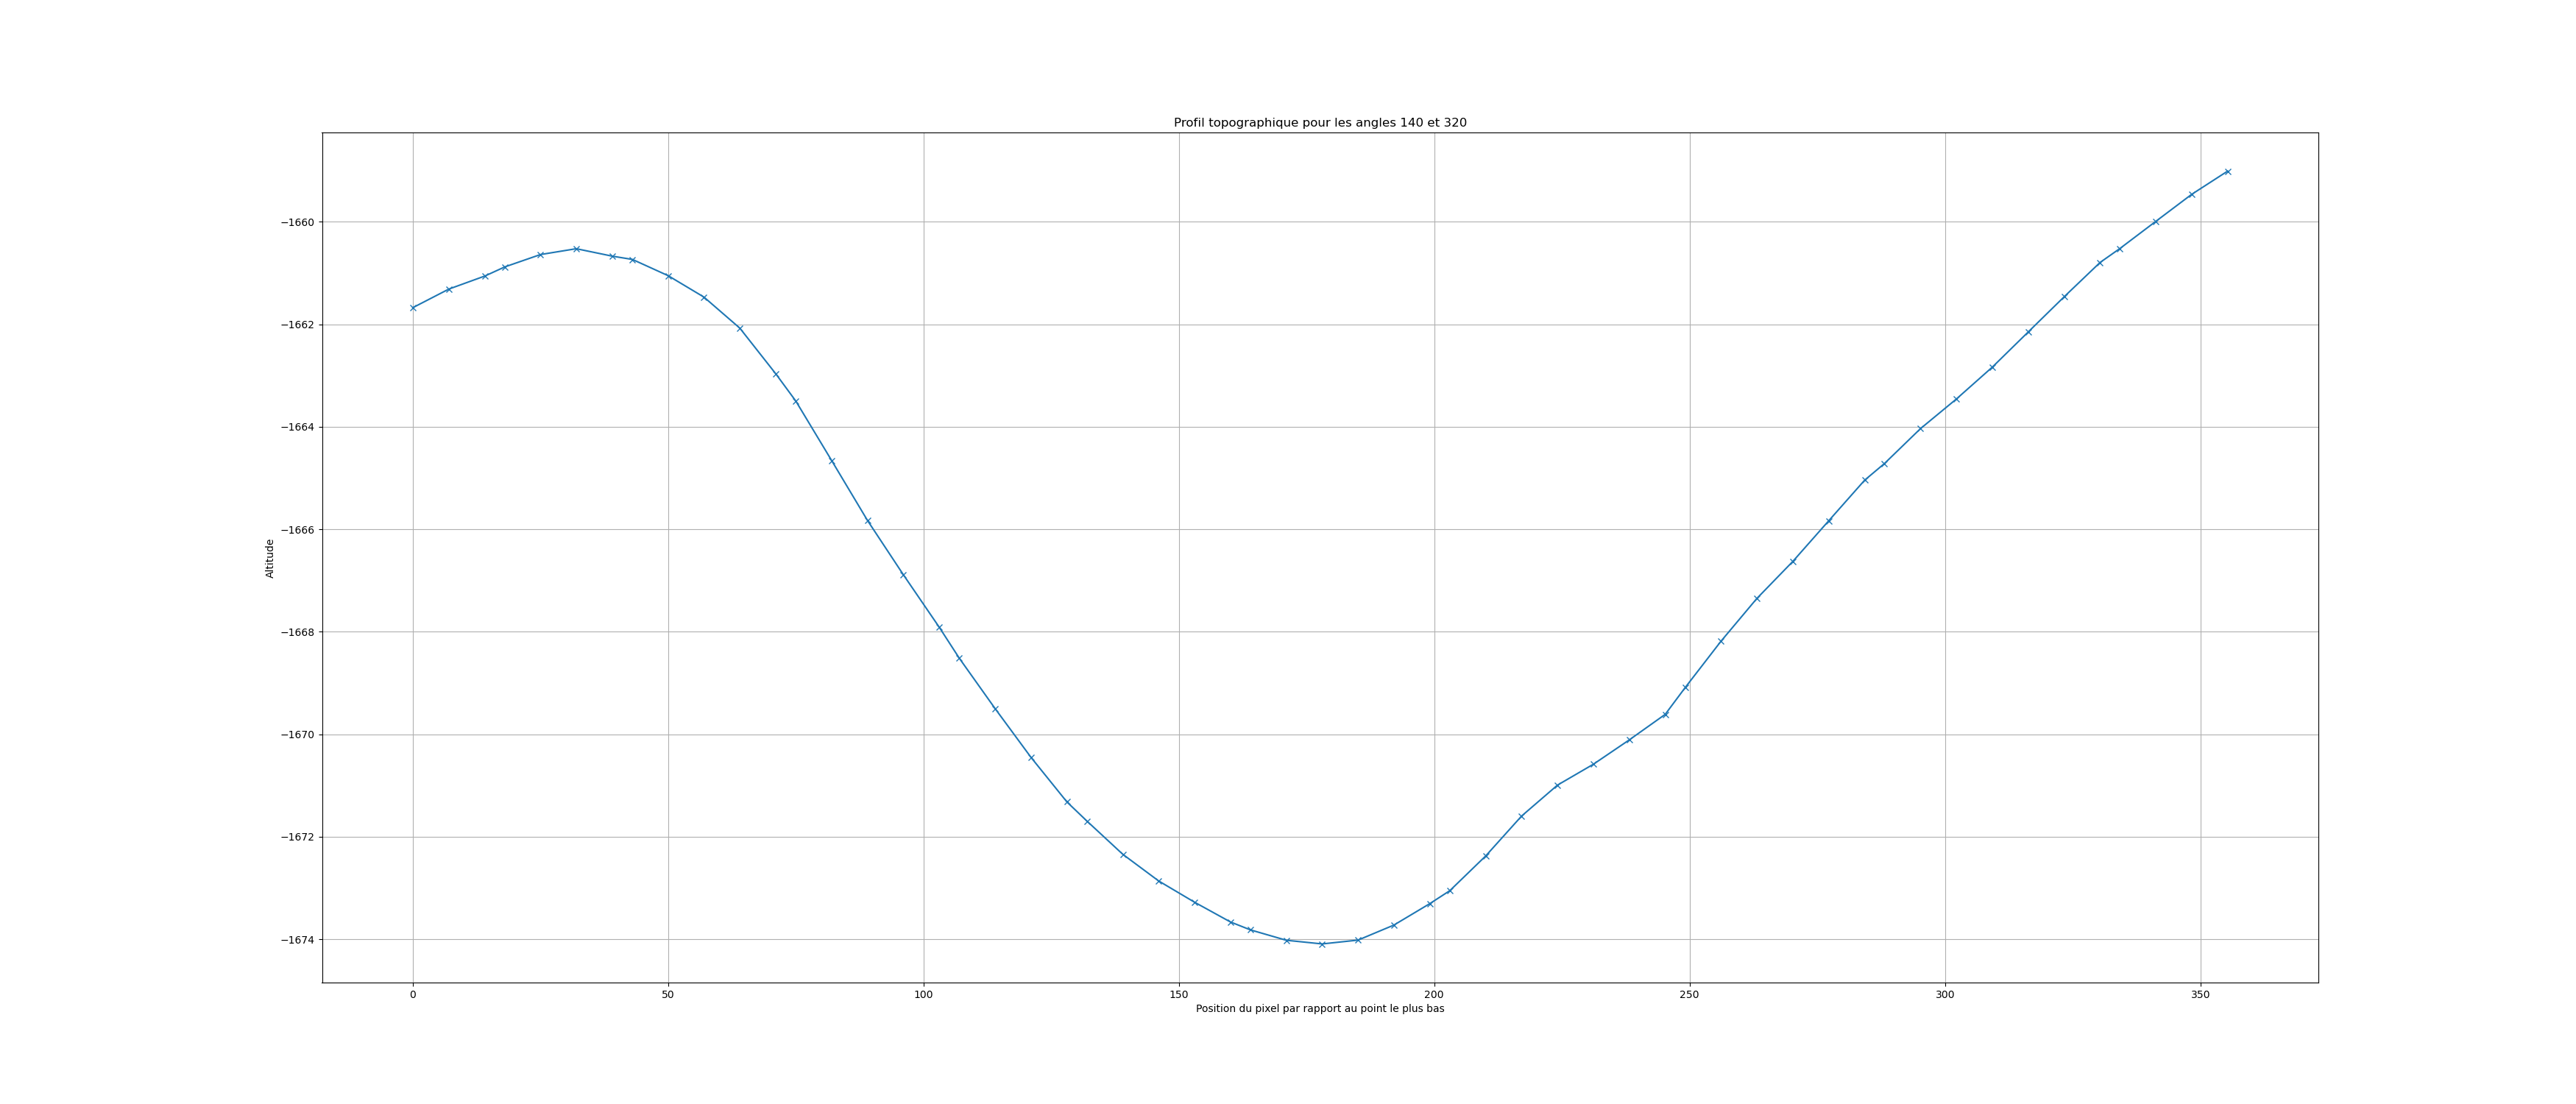 Profil topographique pour les angles 140 et 320
Altitude
−1660
−1662
−1664
−1666
−1668
−1670
−1672
−1674
0 50 100 150 200 250 300 350
Position du pixel par rapport au point le plus bas